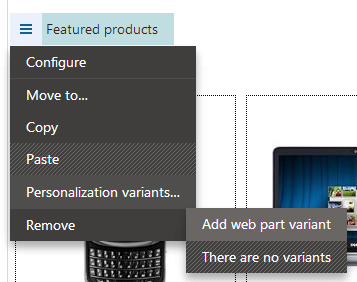 Featured products
Configure
Move to...
Copy
Paste
Personalization variants...
Remove
Add web part variant
There are no variants